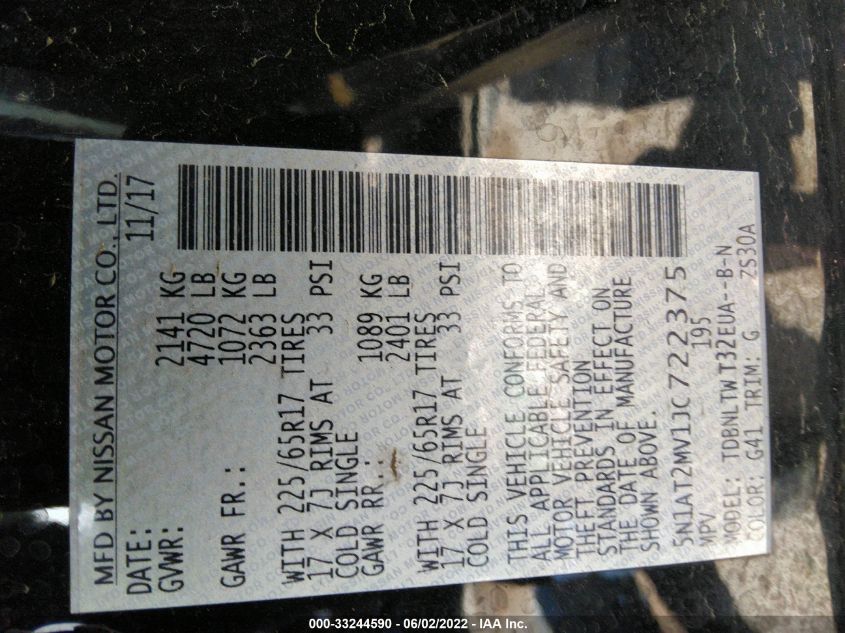 MFD BY NISSAN MOTOR CO., LTD.
DATE: 11/17
GVWR: 2141 KG
4720 LB
GAWR FR.: 1072 KG
2363 LB
WITH 225/65R17 TIRES
17 X 7J RIMS AT 33 PSI
COLD SINGLE
GAWR RR.: 1089 KG
2401 LB
WITH 225/65R17 TIRES
17 X 7J RIMS AT 33 PSI
COLD SINGLE
THIS VEHICLE CONFORMS TO
ALL APPLICABLE FEDERAL
MOTOR VEHICLE SAFETY AND
THEFT PREVENTION
STANDARDS IN EFFECT ON
THE DATE OF MANUFACTURE
SHOWN ABOVE.
5N1AT2MV1JC722375
MPV 195
MODEL: TDBNLTW T32EUA--B-N
COLOR: G41 TRIM: G ZS30A
000-33244590 - 06/02/2022 - IAA Inc.